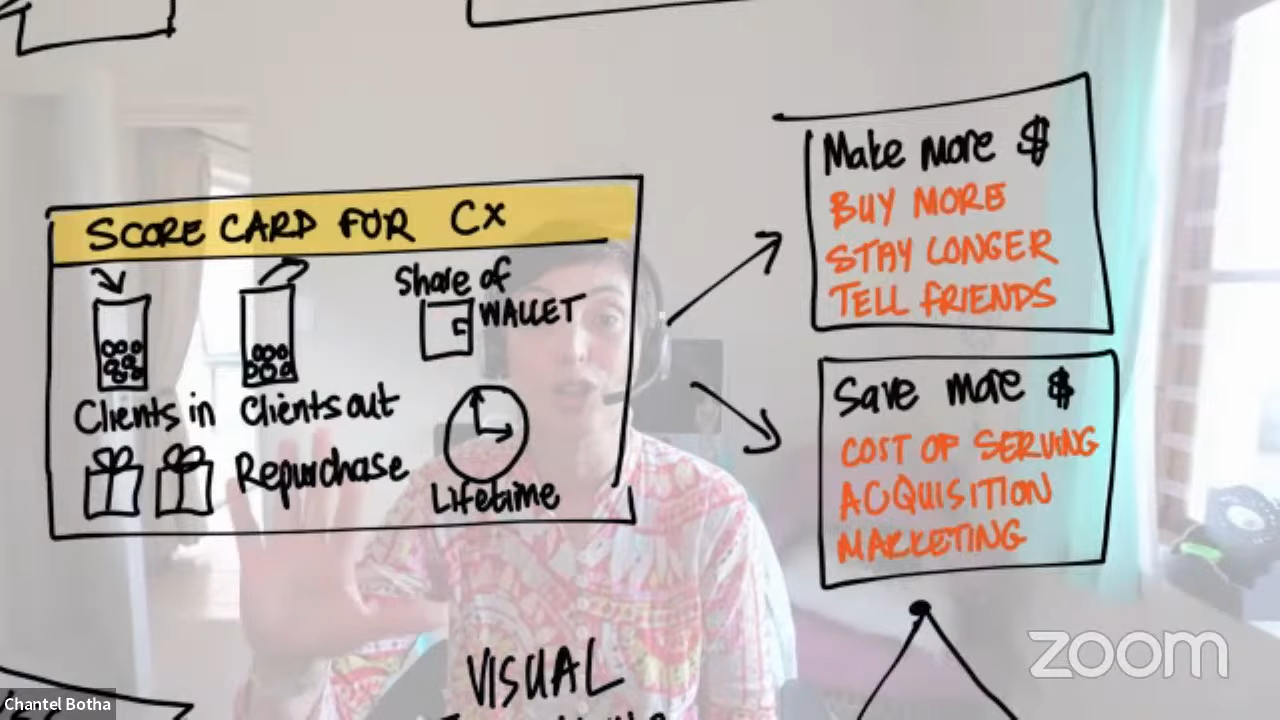 SCORE CARD FOR CX
Share of
WALLET
Clients in
Clients out
Repurchase
Lifetime
Make more $
BUY MORE
STAY LONGER
TELL FRIENDS
Save more $
COST OF SERVING
ACQUISITION
MARKETING
VISUAL
zoom
Chantel Botha